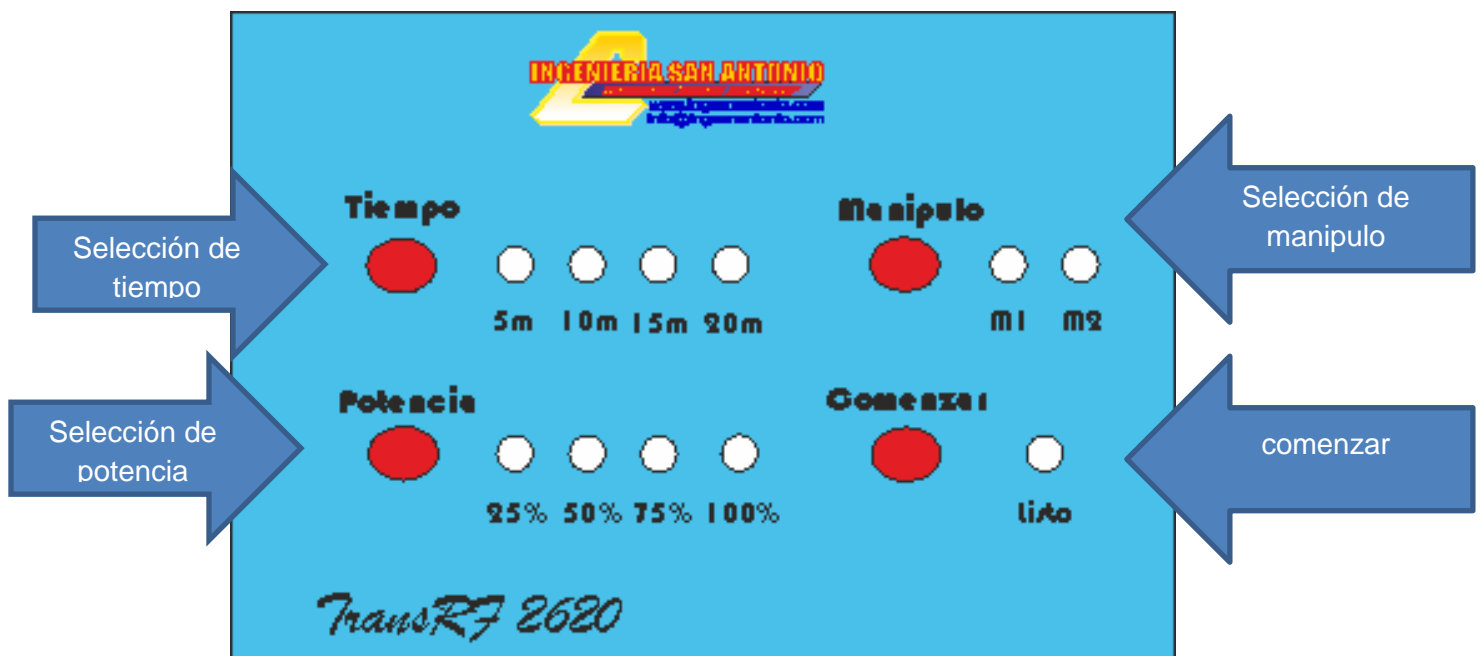 INGENIERIA SAN ANTONIO
Tiempo
Manipulo
Selección de
manipulo
Selección de
tiempo
5m 10m 15m 20m
M1 M2
Potencia
Comenzar
Selección de
potencia
comenzar
25% 50% 75% 100%
listo
TransRF 2620